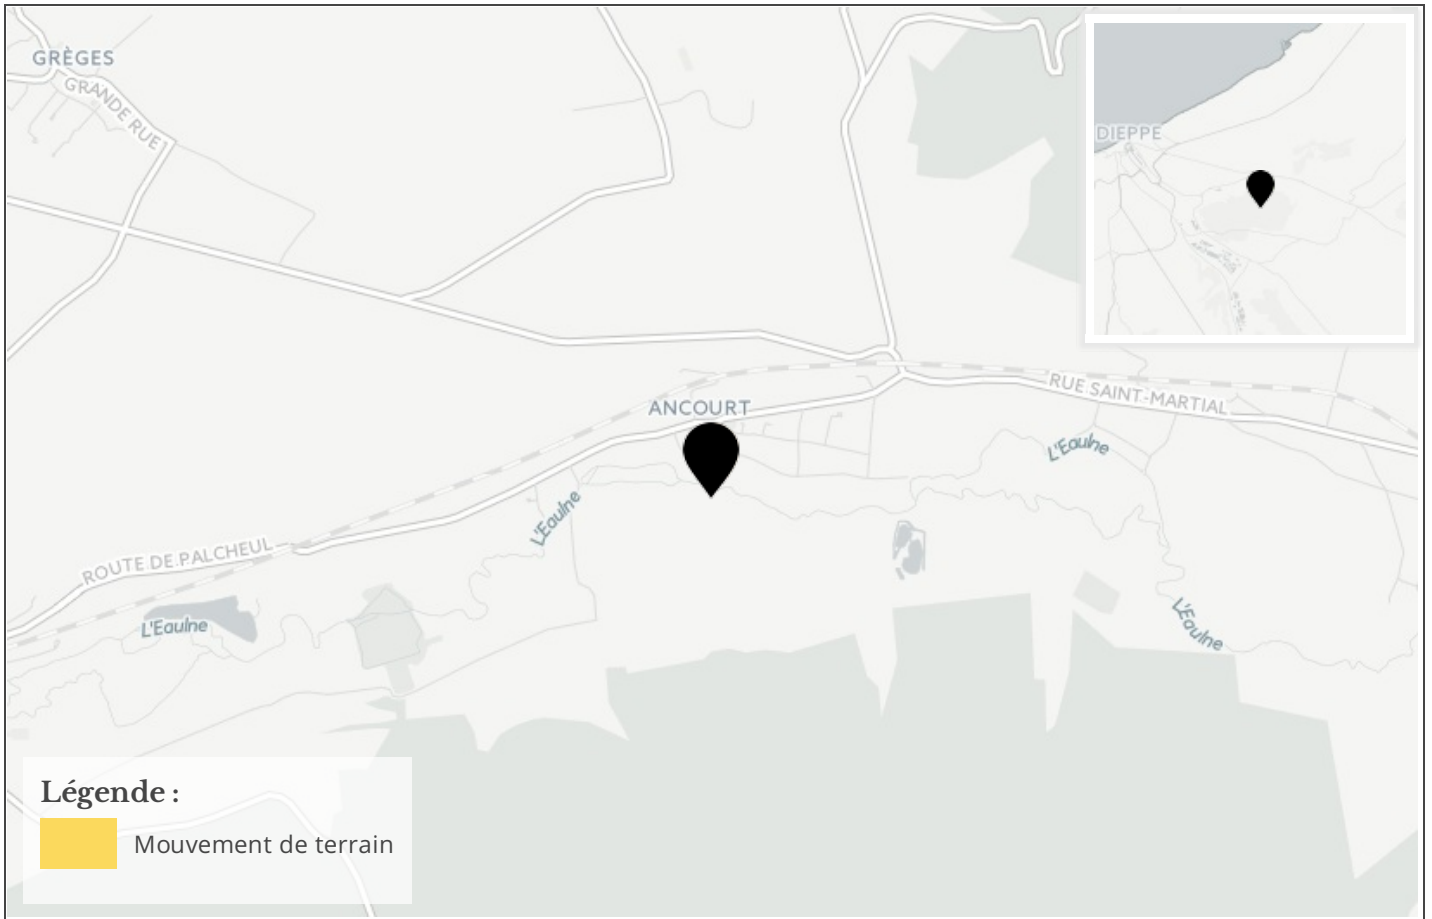 GRÈGES
GRANDE RUE
DIEPPE
ANCOURT
RUE SAINT-MARTIAL
L'Eaulne
L'Eaulne
ROUTE DE PALCHEUL
L'Eaulne
L'Eaulne
Légende :
Mouvement de terrain